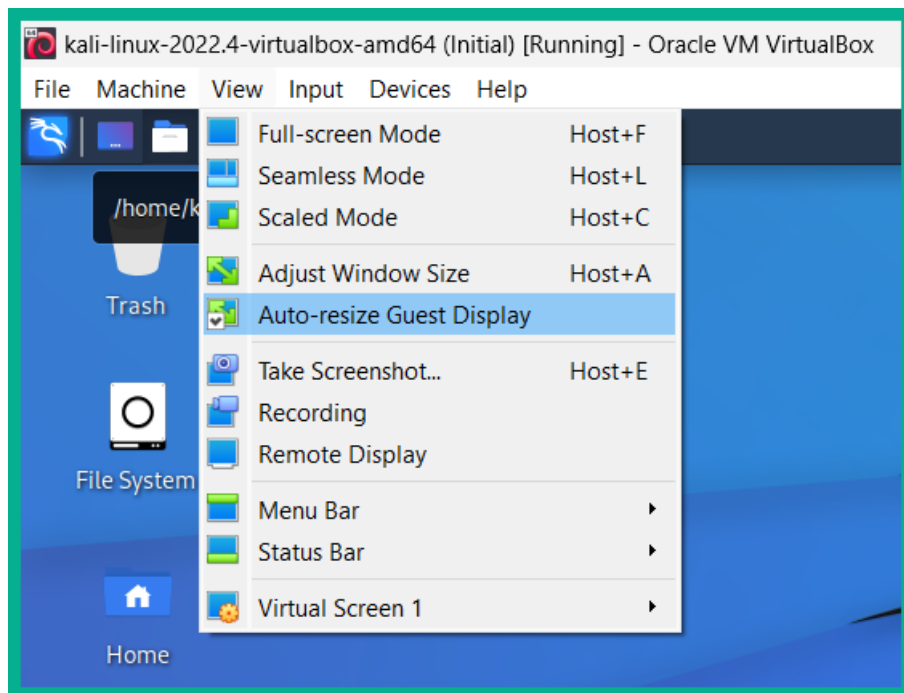 kali-linux-2022.4-virtualbox-amd64 (Initial) [Running] - Oracle VM VirtualBox
File Machine View Input Devices Help
Full-screen Mode Host+F
Seamless Mode Host+L
Scaled Mode Host+C
Adjust Window Size Host+A
Auto-resize Guest Display
Take Screenshot... Host+E
Recording
Remote Display
Menu Bar
Status Bar
Virtual Screen 1
/home/k
Trash
File System
Home